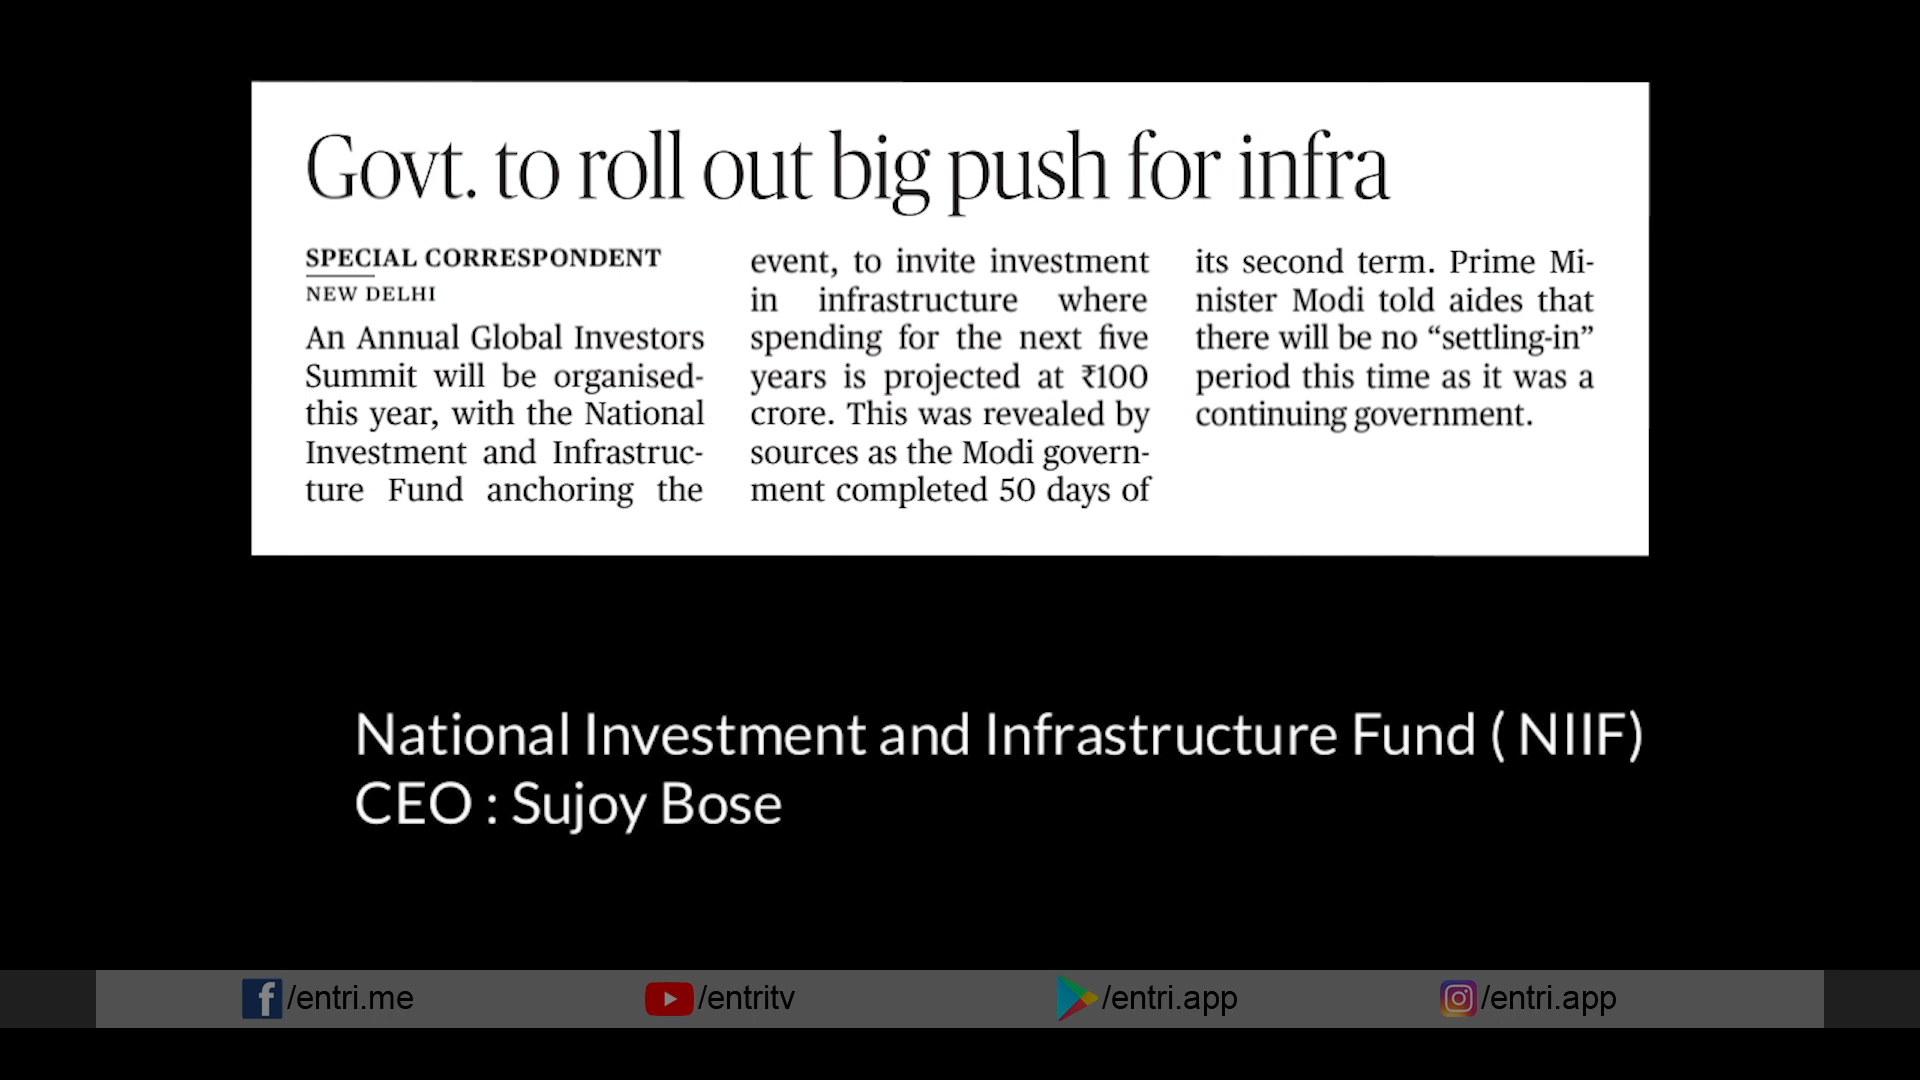 Govt. to roll out big push for infra
SPECIAL CORRESPONDENT
NEW DELHI
An Annual Global Investors
Summit will be organised-
this year, with the National
Investment and Infrastruc-
ture Fund anchoring the
event, to invite investment
in infrastructure where
spending for the next five
years is projected at ₹100
crore. This was revealed by
sources as the Modi govern-
ment completed 50 days of
its second term. Prime Mi-
nister Modi told aides that
there will be no “settling-in”
period this time as it was a
continuing government.
National Investment and Infrastructure Fund ( NIIF)
CEO : Sujoy Bose
/entri.me
/entritv
/entri.app
/entri.app